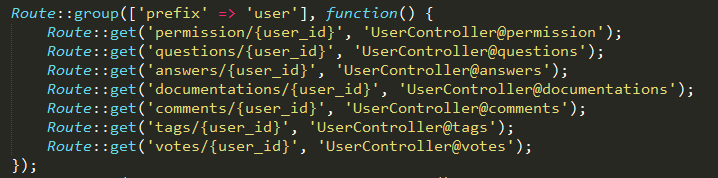 Route::group(['prefix' => 'user'], function() {
    Route::get('permission/{user_id}', 'UserController@permission');
    Route::get('questions/{user_id}', 'UserController@questions');
    Route::get('answers/{user_id}', 'UserController@answers');
    Route::get('documentations/{user_id}', 'UserController@documentations');
    Route::get('comments/{user_id}', 'UserController@comments');
    Route::get('tags/{user_id}', 'UserController@tags');
    Route::get('votes/{user_id}', 'UserController@votes');
});